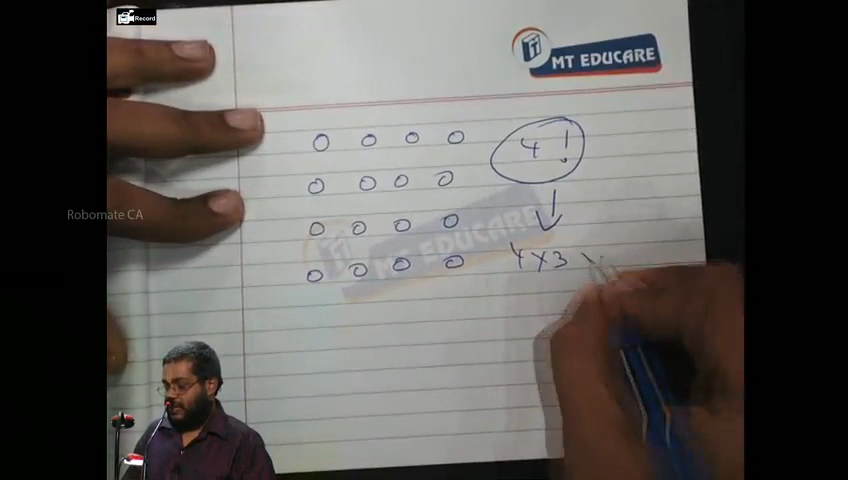 Record
MT EDUCARE
o o o o 4!
o o o o
Robomate CA
o o o o
MT EDUCARE
o o o o 4x3 x